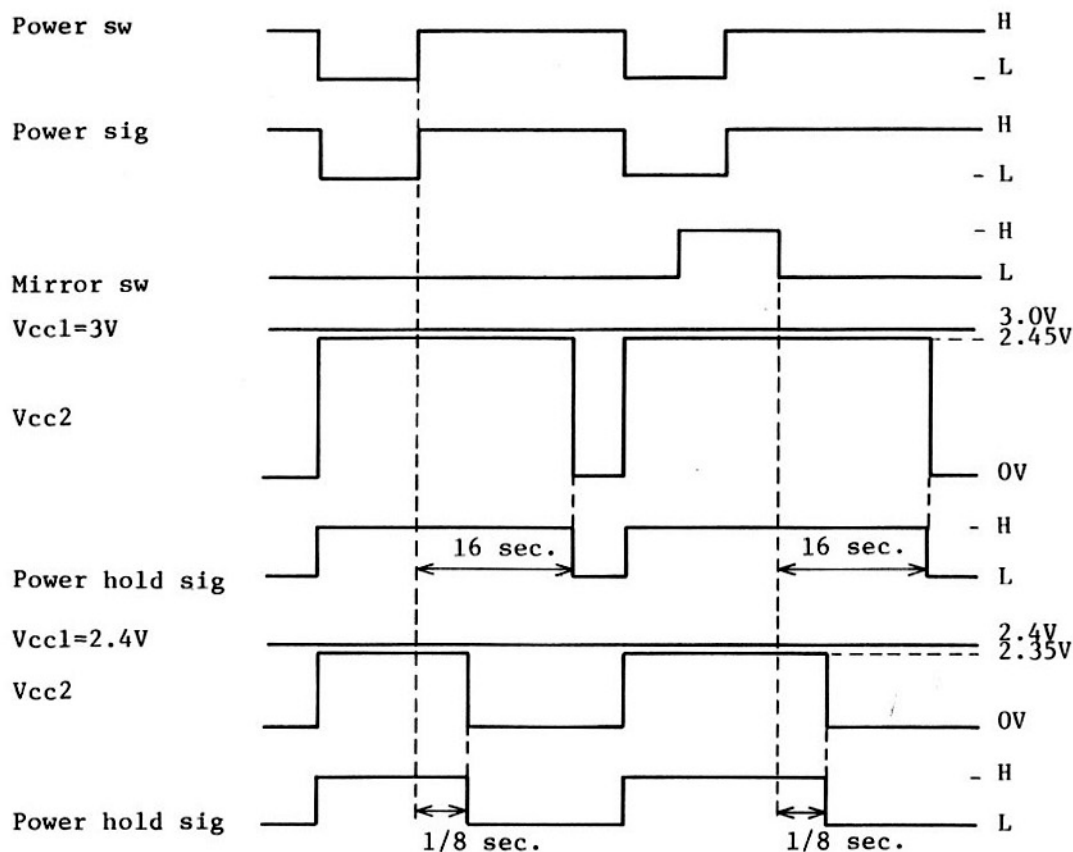 Power sw
H
L
Power sig
H
L
H
Mirror sw
L
Vcc1=3V
3.0V
2.45V
Vcc2
0V
H
16 sec.
16 sec.
Power hold sig
L
Vcc1=2.4V
2.4V
2.35V
Vcc2
0V
H
Power hold sig
L
1/8 sec.
1/8 sec.